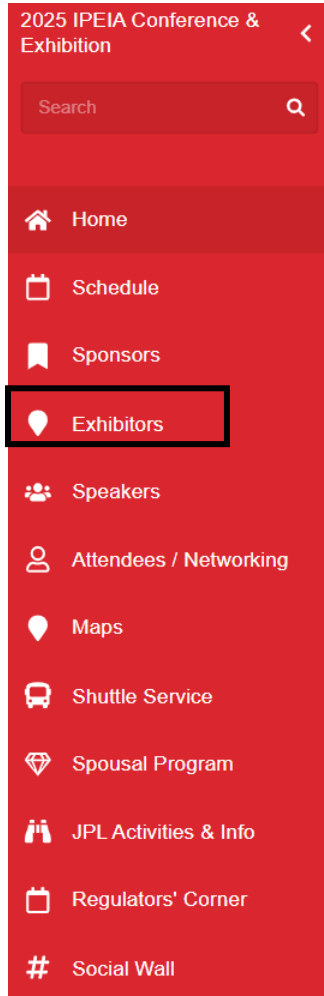 2025 IPEIA Conference &
Exhibition
Search
Home
Schedule
Sponsors
Exhibitors
Speakers
Attendees / Networking
Maps
Shuttle Service
Spousal Program
JPL Activities & Info
Regulators' Corner
Social Wall